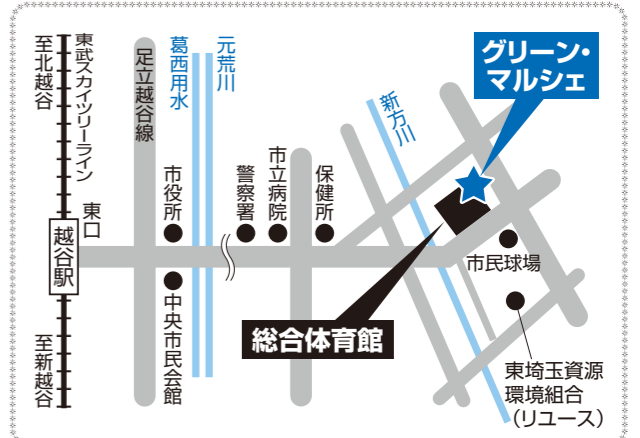 至北越谷
東武スカイツリーライン
越谷駅
東口
至新越谷
足立越谷線
葛西用水
元荒川
市役所
中央市民会館
警察署
市立病院
保健所
新方川
グリーン・
マルシェ
総合体育館
市民球場
東埼玉資源
環境組合
（リユース）